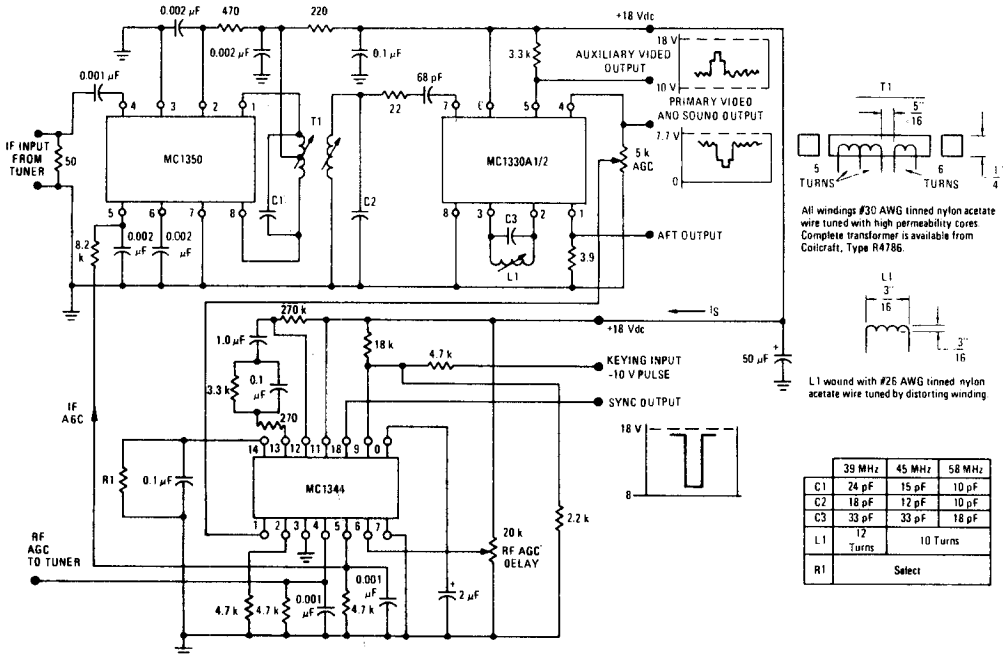 0.002 µF
470
220
+18 Vdc
0.001 µF
0.002 µF
0.1 µF
3.3 k
AUXILIARY VIDEO
OUTPUT
18 V
10 V
68 pF
22
4 3 2 1
MC1350
5 6 7 8
T1
C1
C2
7 6 5 4
MC1330A1/2
8 3 2 1
PRIMARY VIDEO
AND SOUND OUTPUT
7.7 V
0
5 k
AGC
IF INPUT
FROM
TUNER
50
8.2
k
0.002
µF
0.002
µF
C3
L1
AFT OUTPUT
3.9
T1
5"
16
5
TURNS
6
TURNS
1"
4
All windings #30 AWG tinned nylon acetate
wire tuned with high permeability cores.
Complete transformer is available from
Coilcraft, Type R4786.
L1
3"
16
3"
16
L1 wound with #26 AWG tinned nylon
acetate wire tuned by distorting winding.
270 k
1.0 µF
18 k
+18 Vdc
IS
4.7 k
KEYING INPUT
-10 V PULSE
50 µF
+
3.3 k
0.1
µF
270
SYNC OUTPUT
18 V
8
IF
AGC
R1
0.1 µF
14 13 12 11 18 9 0
MC1344
1 2 3 4 5 6 7
20 k
RF AGC
DELAY
2.2 k
RF
AGC
TO TUNER
4.7 k
4.7 k
0.001
µF
4.7 k
0.001
µF
+
2 µF
39 MHz 45 MHz 58 MHz
C1 24 pF 15 pF 10 pF
C2 18 pF 12 pF 10 pF
C3 33 pF 33 pF 18 pF
L1 12 Turns 10 Turns
R1 Select